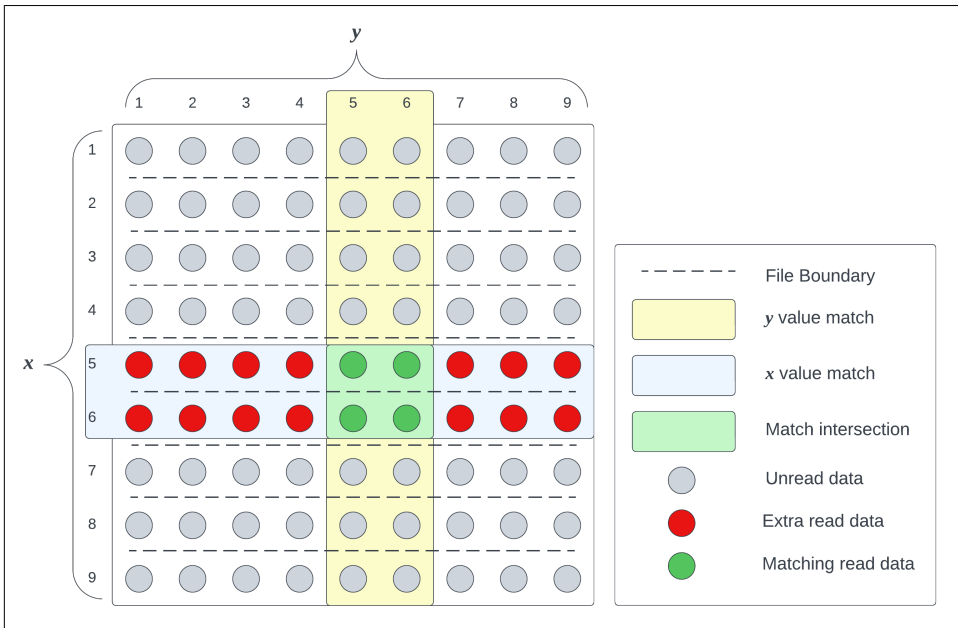 y
1 2 3 4 5 6 7 8 9
1
2
3
4
x
5
6
7
8
9
File Boundary
y value match
x value match
Match intersection
Unread data
Extra read data
Matching read data